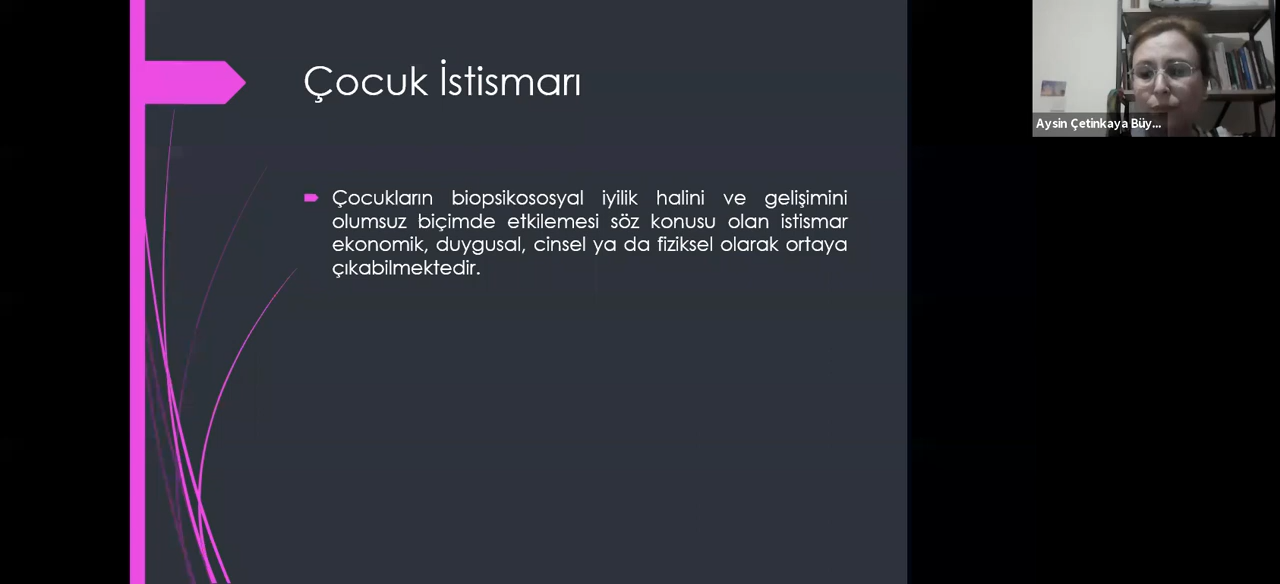 Çocuk İstismarı
Çocukların biopsikososyal iyilik halini ve gelişimini
olumsuz biçimde etkilemesi söz konusu olan istismar
ekonomik, duygusal, cinsel ya da fiziksel olarak ortaya
çıkabilmektedir.
Aysin Çetinkaya Büy...